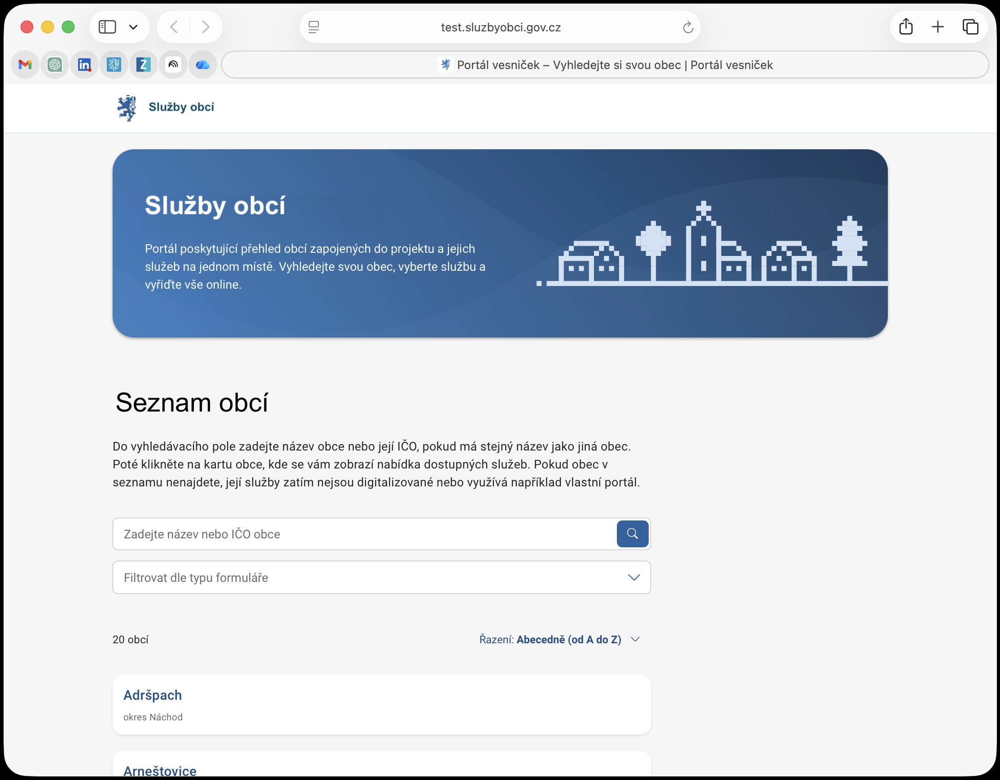 test.sluzbyobci.gov.cz
Portál vesniček – Vyhledejte si svou obec | Portál vesniček
Služby obcí
Služby obcí
Portál poskytující přehled obcí zapojených do projektu a jejich
služeb na jednom místě. Vyhledejte svou obec, vyberte službu a
vyřiďte vše online.
Seznam obcí
Do vyhledávacího pole zadejte název obce nebo její IČO, pokud má stejný název jako jiná obec.
Poté klikněte na kartu obce, kde se vám zobrazí nabídka dostupných služeb. Pokud obec v
seznamu nenajdete, její služby zatím nejsou digitalizované nebo využívá například vlastní portál.
Zadejte název nebo IČO obce
Filtrovat dle typu formuláře
20 obcí
Řazení: Abecedně (od A do Z)
Adršpach
okres Náchod
Arneštovice